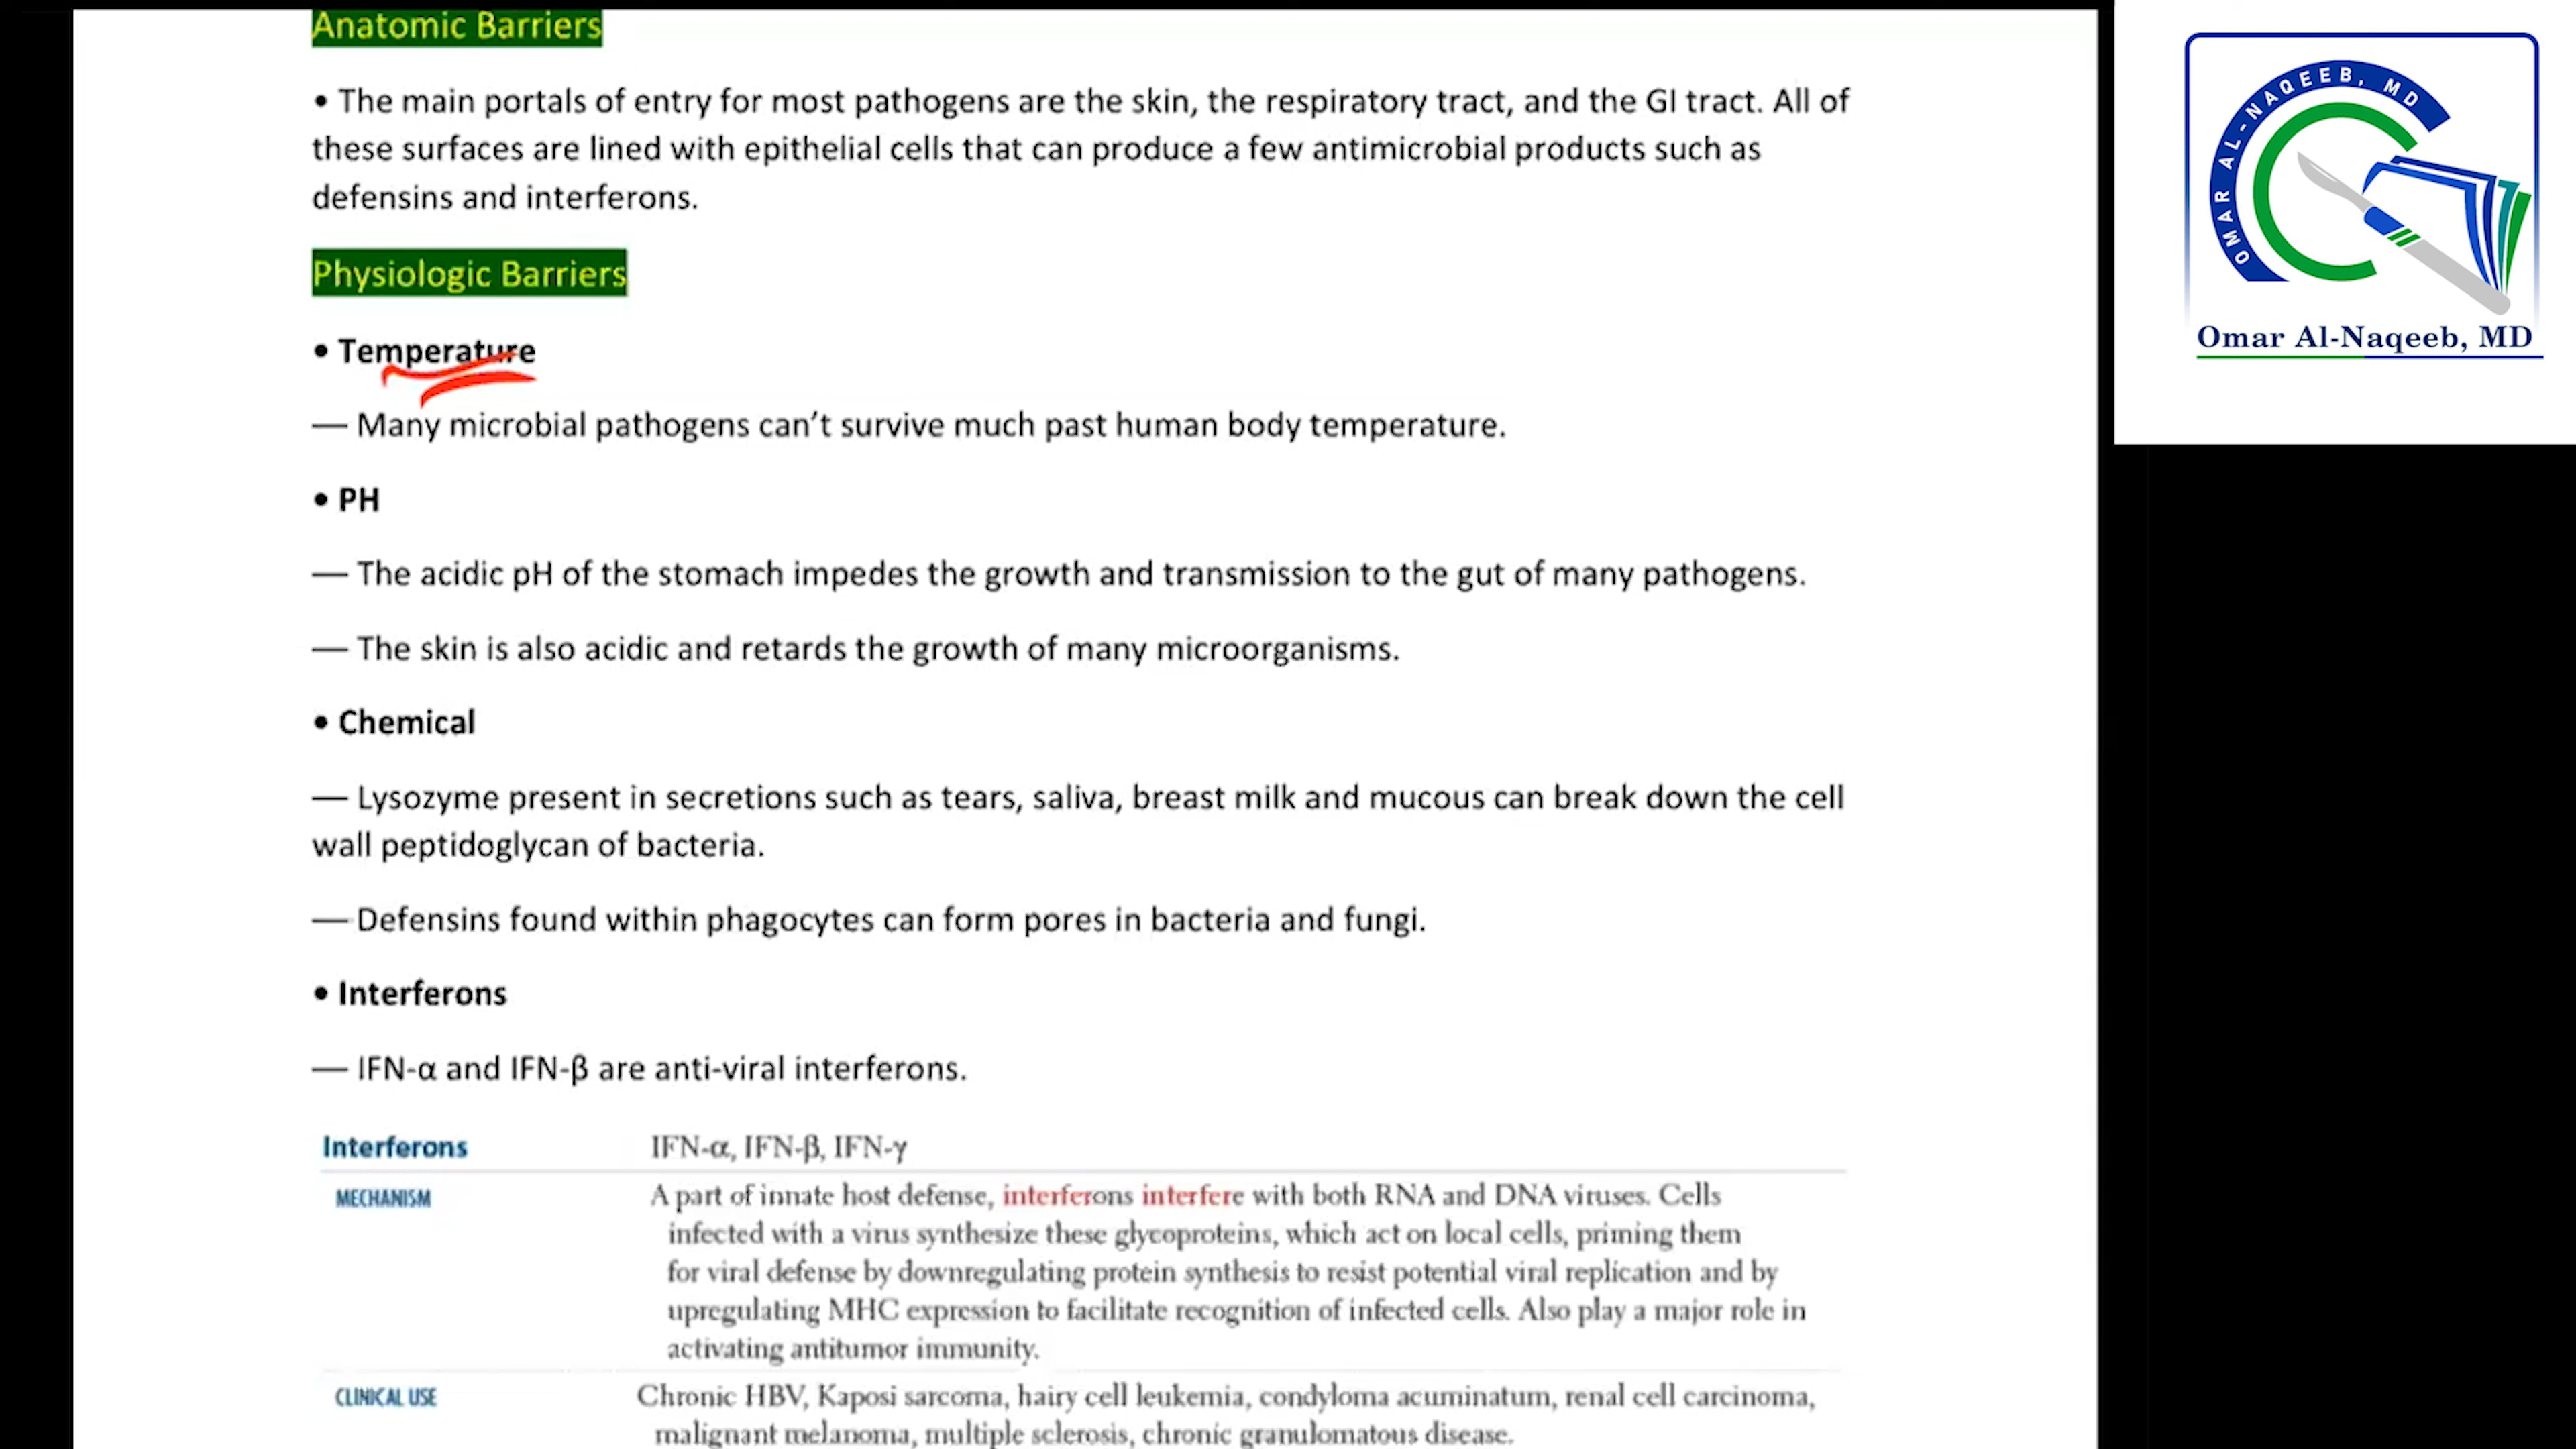 Anatomic Barriers
• The main portals of entry for most pathogens are the skin, the respiratory tract, and the GI tract. All of
these surfaces are lined with epithelial cells that can produce a few antimicrobial products such as
defensins and interferons.
Physiologic Barriers
• Temperature
— Many microbial pathogens can’t survive much past human body temperature.
• PH
— The acidic pH of the stomach impedes the growth and transmission to the gut of many pathogens.
— The skin is also acidic and retards the growth of many microorganisms.
• Chemical
— Lysozyme present in secretions such as tears, saliva, breast milk and mucous can break down the cell
wall peptidoglycan of bacteria.
— Defensins found within phagocytes can form pores in bacteria and fungi.
• Interferons
— IFN-α and IFN-β are anti-viral interferons.
Interferons IFN-α, IFN-β, IFN-γ
MECHANISM A part of innate host defense, interferons interfere with both RNA and DNA viruses. Cells
infected with a virus synthesize these glycoproteins, which act on local cells, priming them
for viral defense by downregulating protein synthesis to resist potential viral replication and by
upregulating MHC expression to facilitate recognition of infected cells. Also play a major role in
activating antitumor immunity.
CLINICAL USE Chronic HBV, Kaposi sarcoma, hairy cell leukemia, condyloma acuminatum, renal cell carcinoma,
malignant melanoma, multiple sclerosis, chronic granulomatous disease.
OMAR AL-NAQEEB, MD
Omar Al-Naqeeb, MD